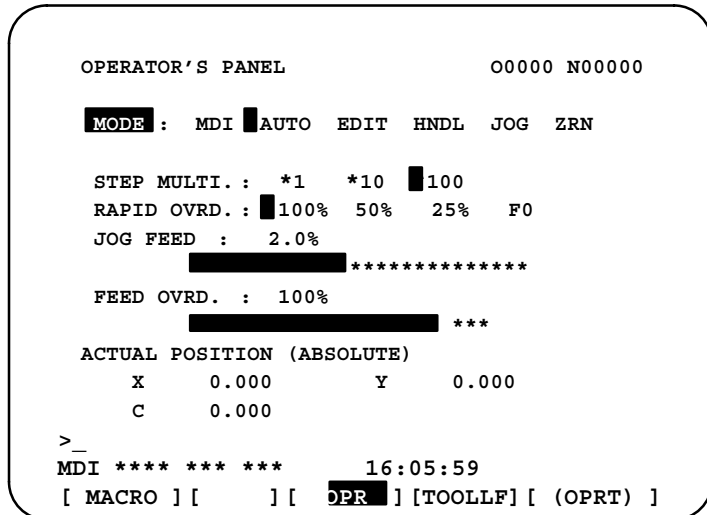 OPERATOR'S PANEL O0000 N00000
MODE : MDI AUTO EDIT HNDL JOG ZRN
STEP MULTI. : *1 *10 100
RAPID OVRD. : 100% 50% 25% F0
JOG FEED : 2.0%
**************
FEED OVRD. : 100%
***
ACTUAL POSITION (ABSOLUTE)
X 0.000 Y 0.000
C 0.000
>_
MDI **** *** *** 16:05:59
[ MACRO ] [ ] [ OPR ] [TOOLLF] [ (OPRT) ]